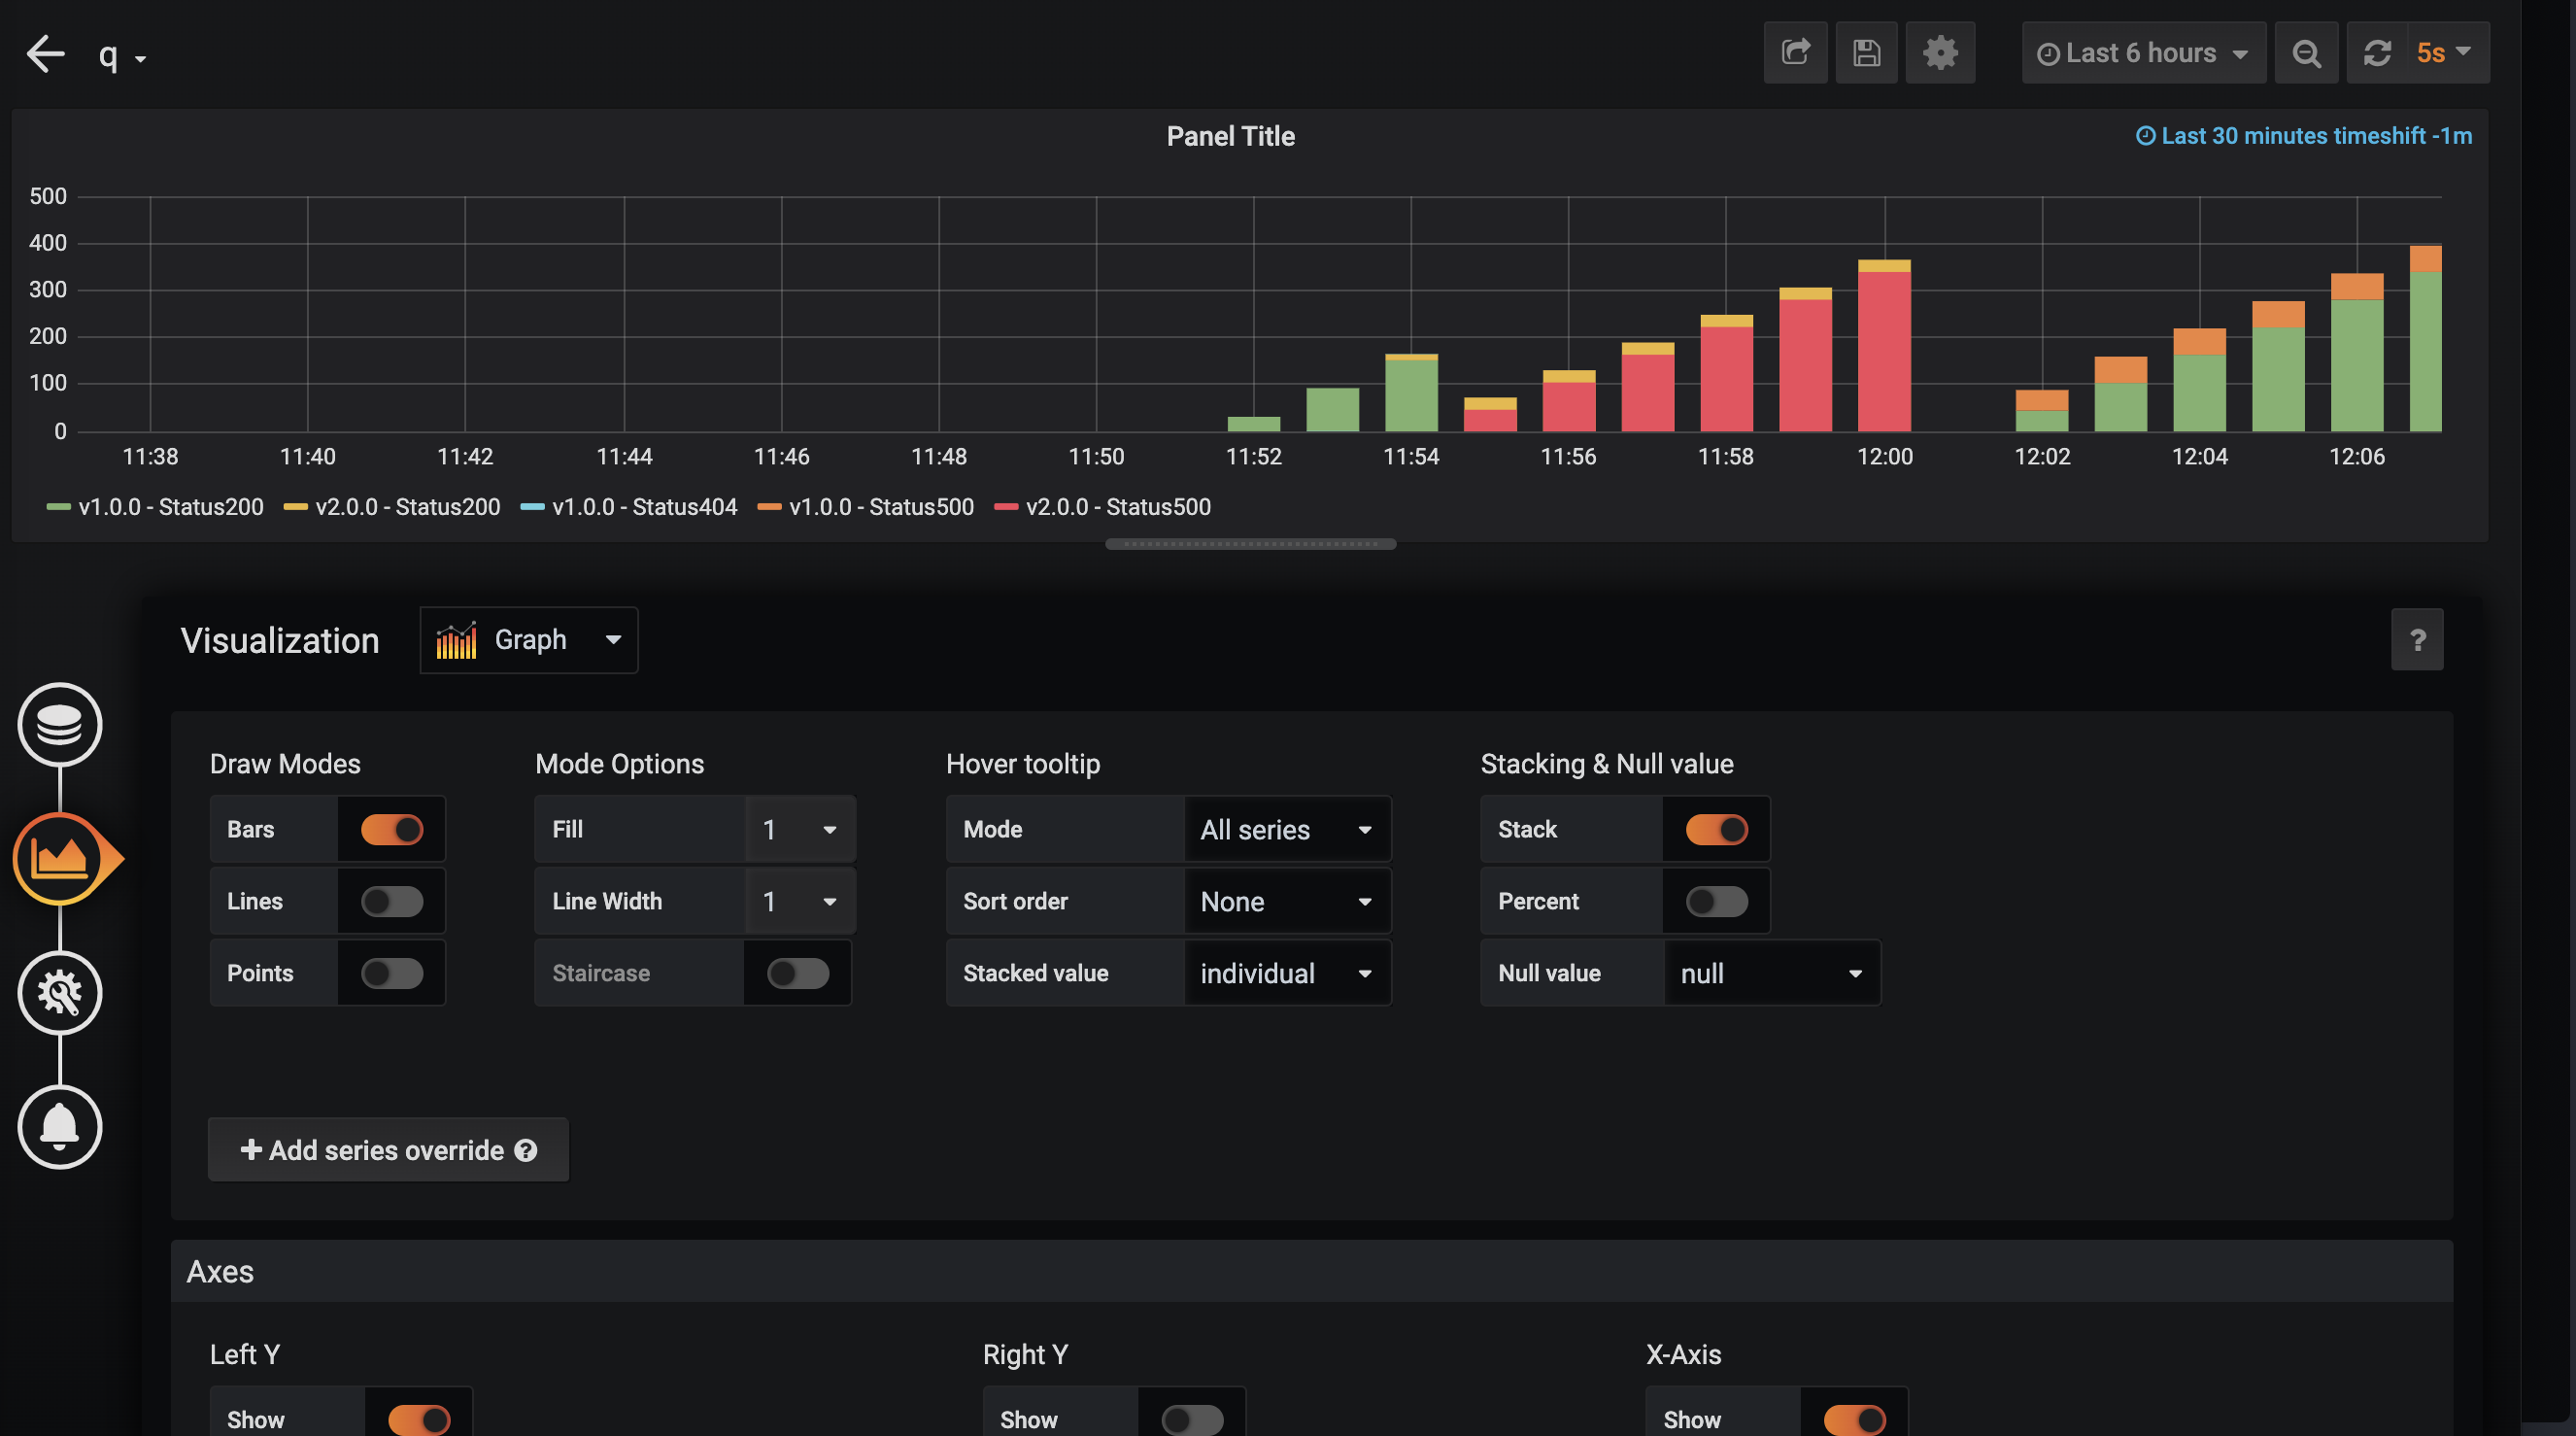 q
Last 6 hours
5s
Panel Title
Last 30 minutes timeshift -1m
500
400
300
200
100
0
11:38 11:40 11:42 11:44 11:46 11:48 11:50 11:52 11:54 11:56 11:58 12:00 12:02 12:04 12:06
v1.0.0 - Status200 v2.0.0 - Status200 v1.0.0 - Status404 v1.0.0 - Status500 v2.0.0 - Status500
Visualization
Graph
?
Draw Modes
Bars
Lines
Points
Mode Options
Fill 1
Line Width 1
Staircase
Hover tooltip
Mode All series
Sort order None
Stacked value individual
Stacking & Null value
Stack
Percent
Null value null
+ Add series override ?
Axes
Left Y
Show
Right Y
Show
X-Axis
Show